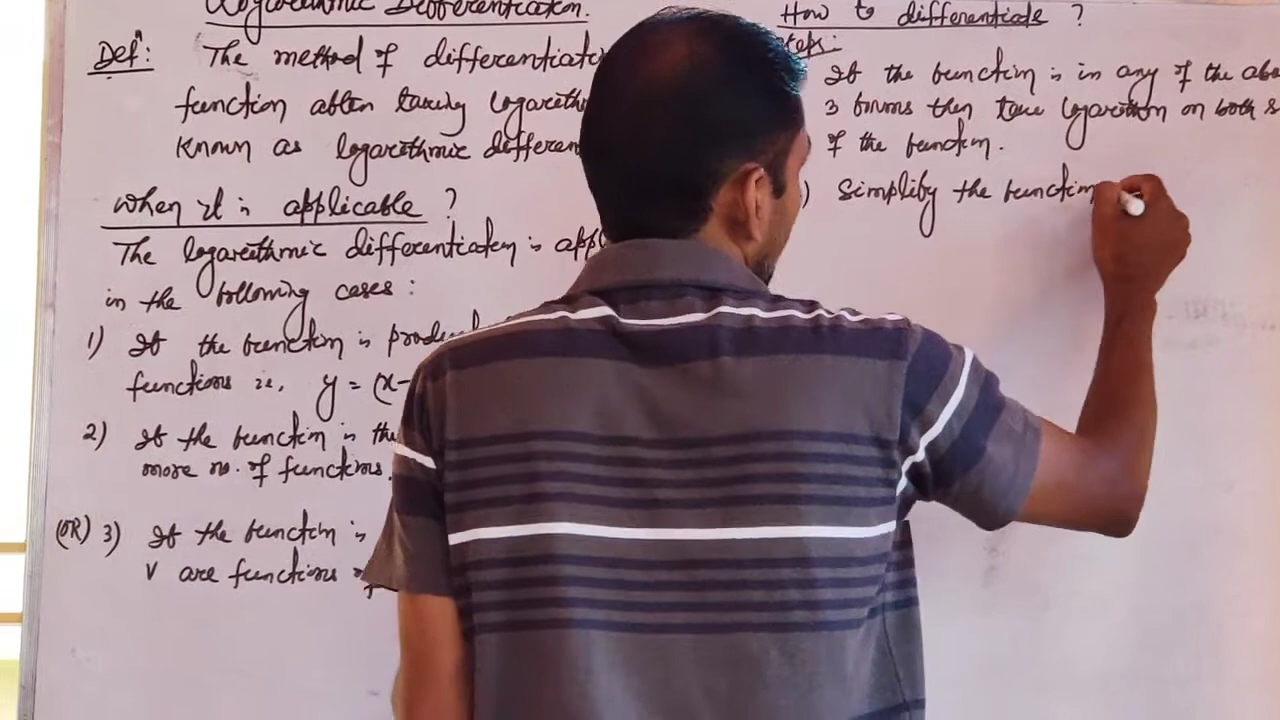 Logarithmic Differentiation.
Defⁿ: The method of differentiati
function after taking logarith
known as logarithmic differen
When it is applicable ?
The logarithmic differentiation is app
in the following cases :
1) If the function is produc
functions ie, y = (x-
2) If the function is the
more no. of functions.
(OR) 3) If the function is
v are functions of
How to differentiate ?
steps:
If the function is in any of the abo
3 forms then take logarithm on both s
of the function.
) Simplify the function